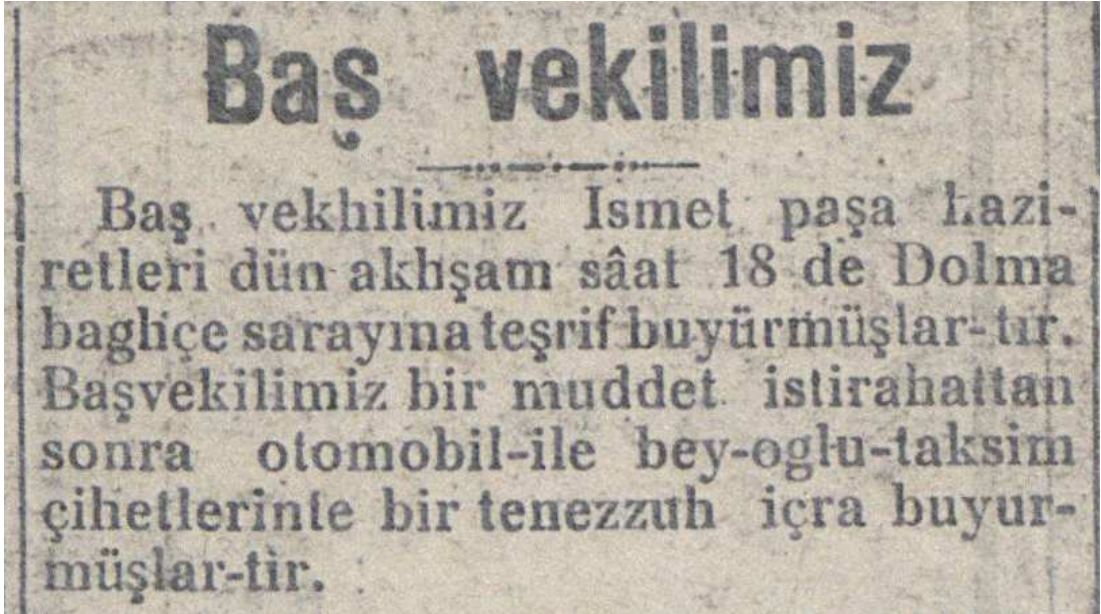 Baş vekilimiz
Baş vekhilimiz Ismet paşa hazi-
retleri dün akhşam sâat 18 de Dolma
baghçe sarayına teşrif buyürmüşlar-tır.
Başvekilimiz bir muddet istirahattan
sonra otomobil-ile bey-oglu-taksim
çihetlerinte bir tenezzuh içra buyur-
müşlar-tir.